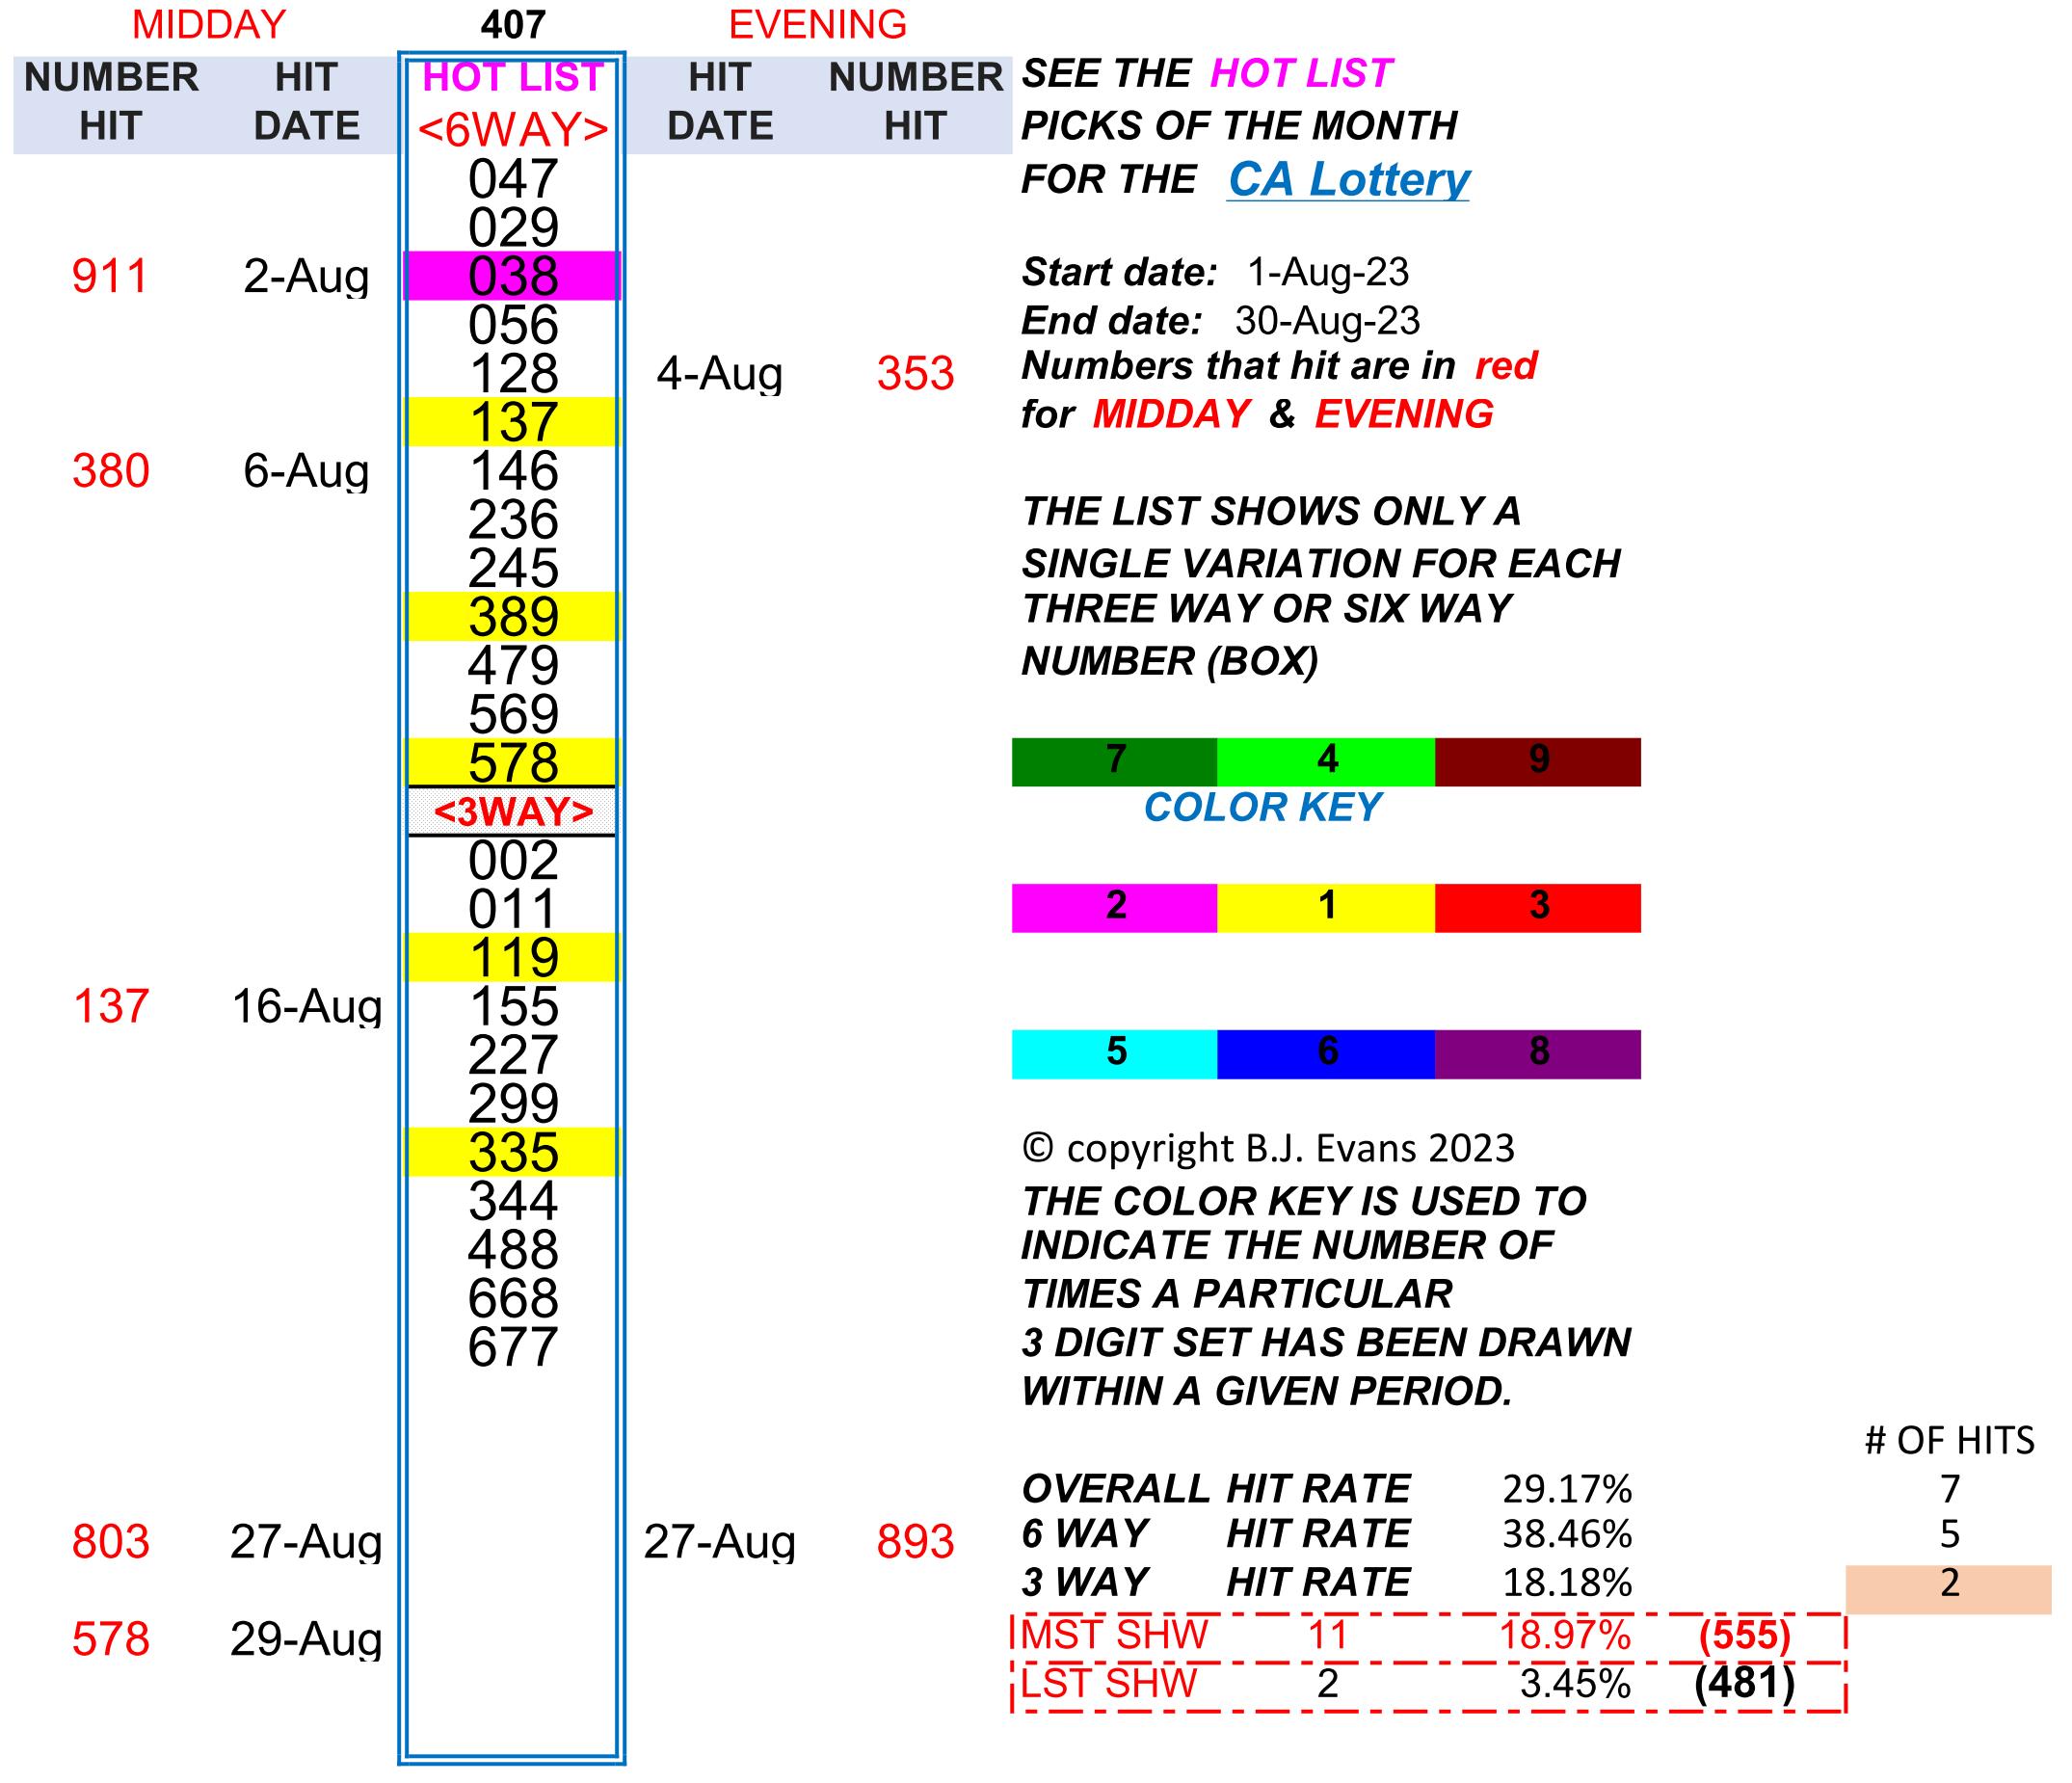 MIDDAY 407 EVENING
NUMBER HIT HOT LIST HIT NUMBER SEE THE HOT LIST
HIT DATE <6WAY> DATE HIT PICKS OF THE MONTH
047 FOR THE CA Lottery
029
911 2-Aug 038 Start date: 1-Aug-23
056 End date: 30-Aug-23
128 4-Aug 353 Numbers that hit are in red
137 for MIDDAY & EVENING
380 6-Aug 146
236 THE LIST SHOWS ONLY A
245 SINGLE VARIATION FOR EACH
389 THREE WAY OR SIX WAY
479 NUMBER (BOX)
569
578 7 4 9
<3WAY> COLOR KEY
002
011 2 1 3
119
137 16-Aug 155
227 5 6 8
299
335 © copyright B.J. Evans 2023
344 THE COLOR KEY IS USED TO
488 INDICATE THE NUMBER OF
668 TIMES A PARTICULAR
677 3 DIGIT SET HAS BEEN DRAWN
WITHIN A GIVEN PERIOD.
# OF HITS
OVERALL HIT RATE 29.17% 7
803 27-Aug 27-Aug 893 6 WAY HIT RATE 38.46% 5
3 WAY HIT RATE 18.18% 2
578 29-Aug MST SHW 11 18.97% (555)
LST SHW 2 3.45% (481)